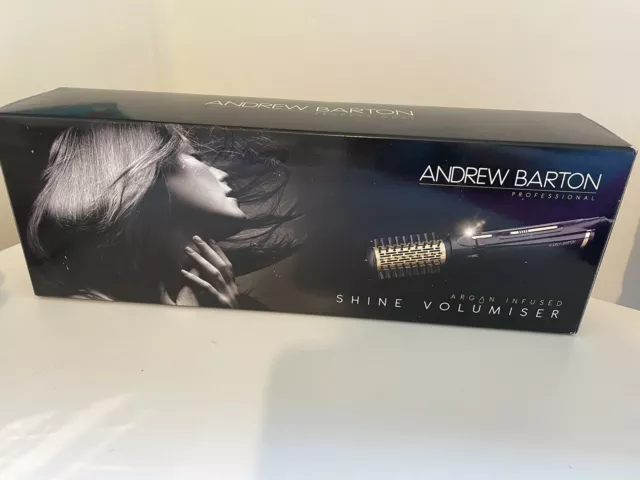 ANDREW BARTON
ANDREW BARTON
PROFESSIONAL
ARGAN INFUSED
SHINE VOLUMISER